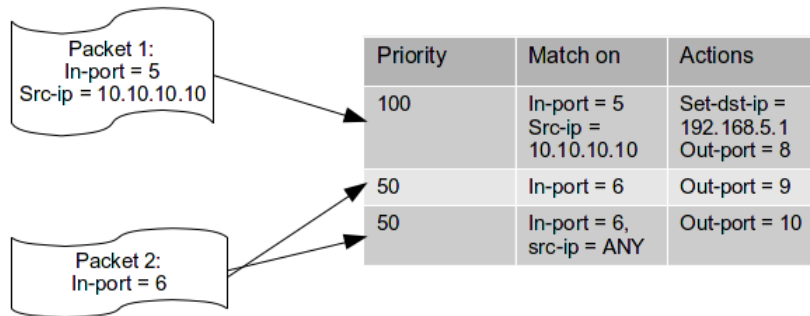 Packet 1:
In-port = 5
Src-ip = 10.10.10.10
Priority
Match on
Actions
100
In-port = 5
Src-ip =
10.10.10.10
Set-dst-ip =
192.168.5.1
Out-port = 8
50
In-port = 6
Out-port = 9
50
In-port = 6,
src-ip = ANY
Out-port = 10
Packet 2:
In-port = 6